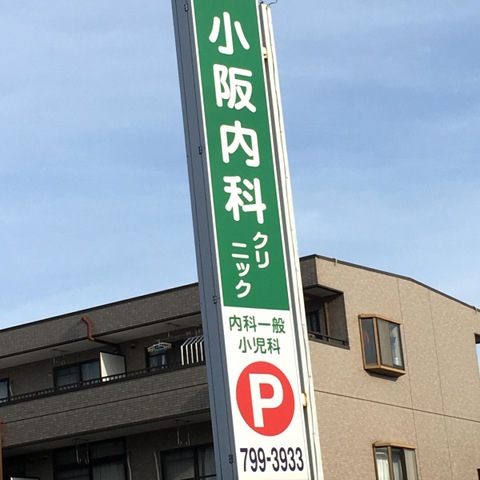 小阪内科
クリニック
内科一般
小児科
P
799-3933